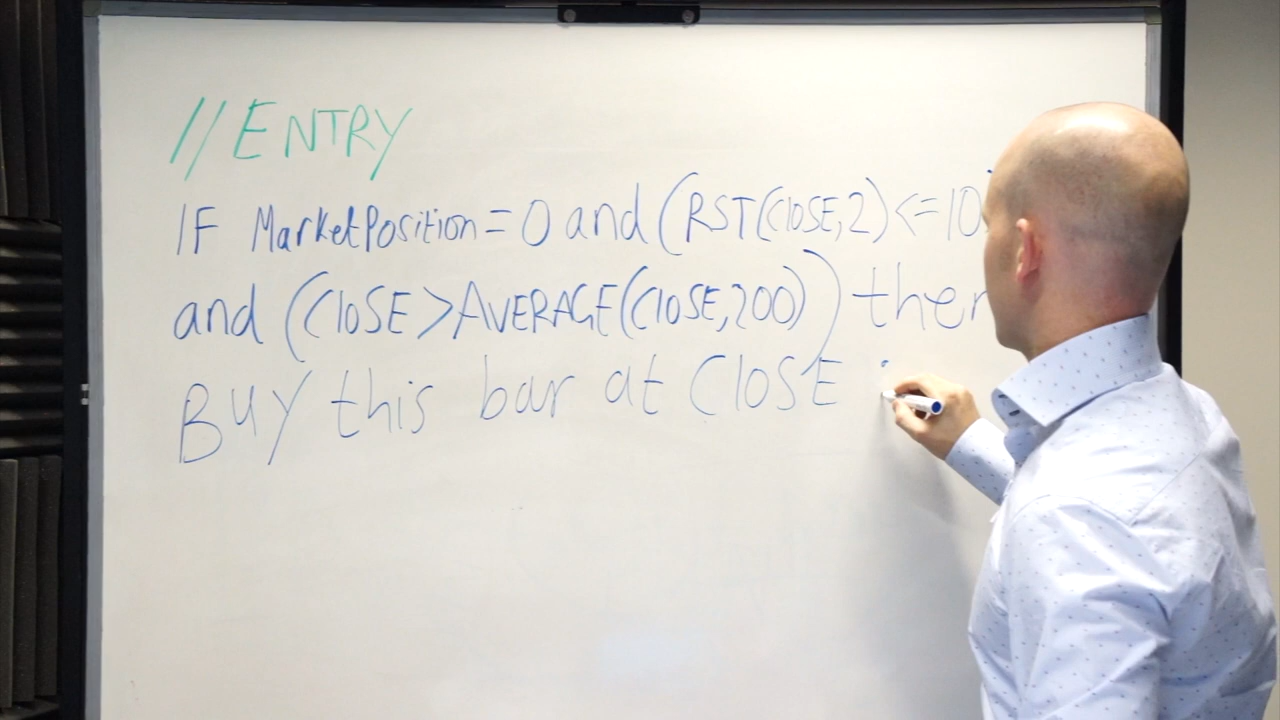 //ENTRY
IF MarketPosition = 0 and (RSI(ClOSE,2) <= 10)
and (ClOSE > AVERAGE(ClOSE,200)) then
BUY this bar at ClOSE ;